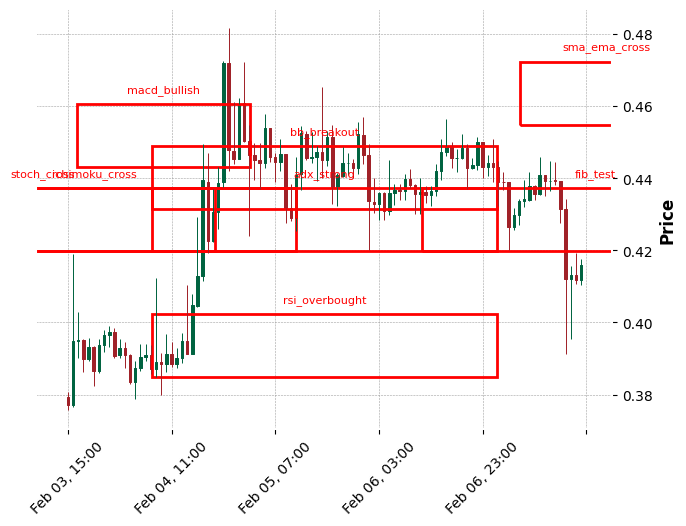 0.48
sma_ema_cross
0.46
macd_bullish
bb_breakout
0.44
stoch_cross
adx_strong
fib_test
0.42
Price
rsi_overbought
0.40
0.38
Feb 03, 15:00
Feb 04, 11:00
Feb 05, 07:00
Feb 06, 03:00
Feb 06, 23:00